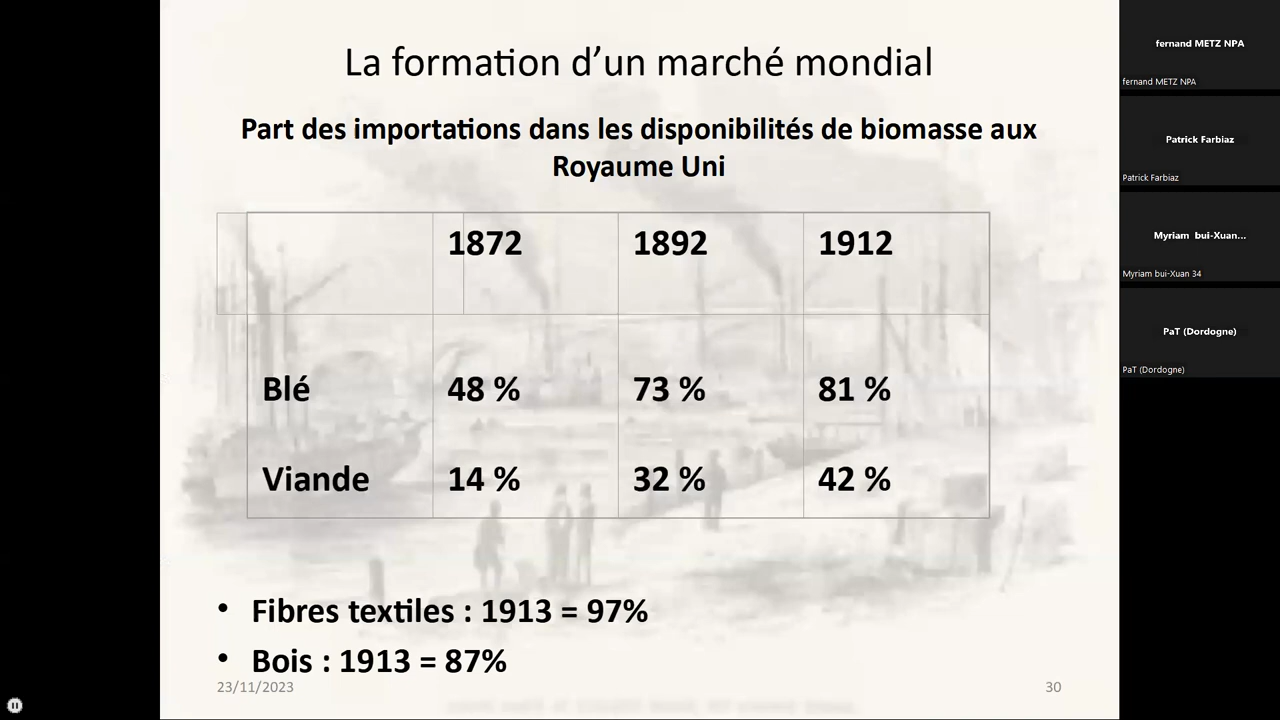 La formation d’un marché mondial
Part des importations dans les disponibilités de biomasse aux
Royaume Uni
1872 1892 1912
Blé 48 % 73 % 81 %
Viande 14 % 32 % 42 %
• Fibres textiles : 1913 = 97%
• Bois : 1913 = 87%
23/11/2023
30
fernand METZ NPA
fernand METZ NPA
Patrick Farbiaz
Patrick Farbiaz
Myriam bui-Xuan...
Myriam bui-Xuan 34
PaT (Dordogne)
PaT (Dordogne)